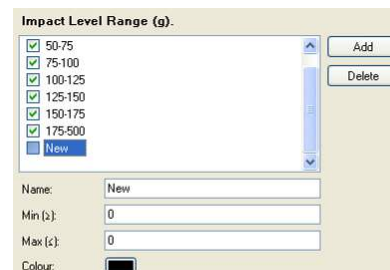 Impact Level Range (g).
50-75
75-100
100-125
125-150
150-175
175-500
New
Add
Delete
Name: New
Min (≥): 0
Max (≤): 0
Colour: